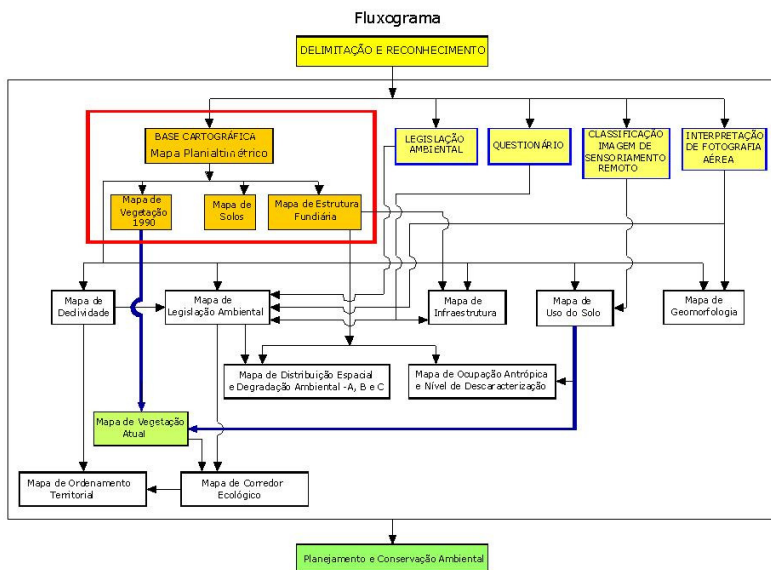 Fluxograma
DELIMITAÇÃO E RECONHECIMENTO
BASE CARTOGRÁFICA
Mapa Planialtimétrico
LEGISLAÇÃO
AMBIENTAL
QUESTIONÁRIO
CLASSIFICAÇÃO
IMAGEM DE
SENSORIAMENTO
REMOTO
INTERPRETAÇÃO
DE FOTOGRAFIA
AÉREA
Mapa de
Vegetação
1990
Mapa de
Solos
Mapa de Estrutura
Fundiária
Mapa de
Declividade
Mapa de
Legislação Ambiental
Mapa de
Infraestrutura
Mapa de
Uso do Solo
Mapa de
Geomorfologia
Mapa de Distribuição Espacial
e Degradação Ambiental -A, B e C
Mapa de Ocupação Antrópica
e Nível de Descaracterização
Mapa de Vegetação
Atual
Mapa de Ordenamento
Territorial
Mapa de Corredor
Ecológico
Planejamento e Conservação Ambiental